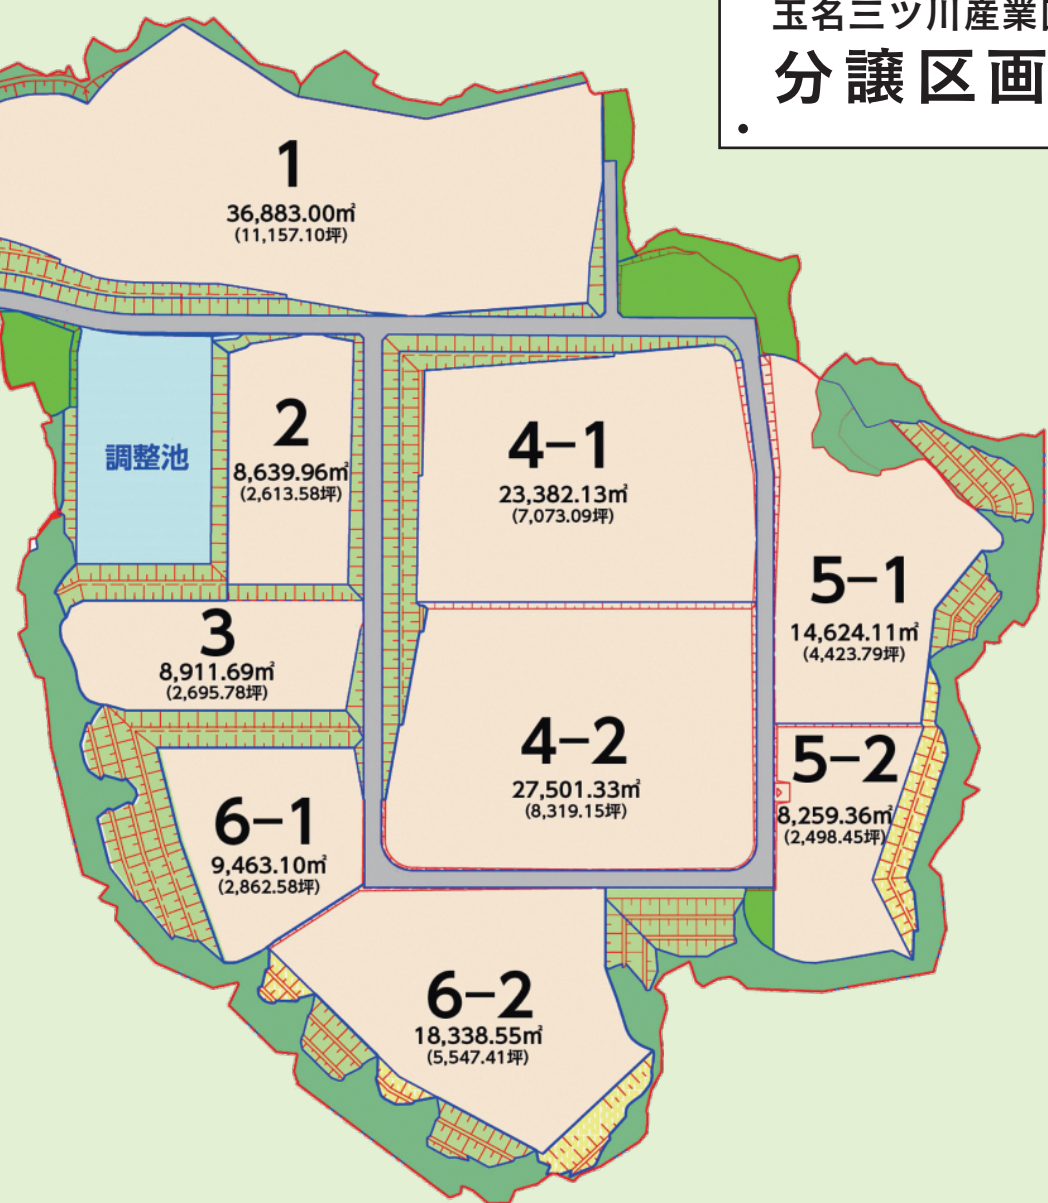 玉名三ツ川産業団
分譲区画
1
36,883.00㎡
(11,157.10坪)
調整池
2
8,639.96㎡
(2,613.58坪)
4−1
23,382.13㎡
(7,073.09坪)
5−1
14,624.11㎡
(4,423.79坪)
3
8,911.69㎡
(2,695.78坪)
4−2
27,501.33㎡
(8,319.15坪)
5−2
8,259.36㎡
(2,498.45坪)
6−1
9,463.10㎡
(2,862.58坪)
6−2
18,338.55㎡
(5,547.41坪)